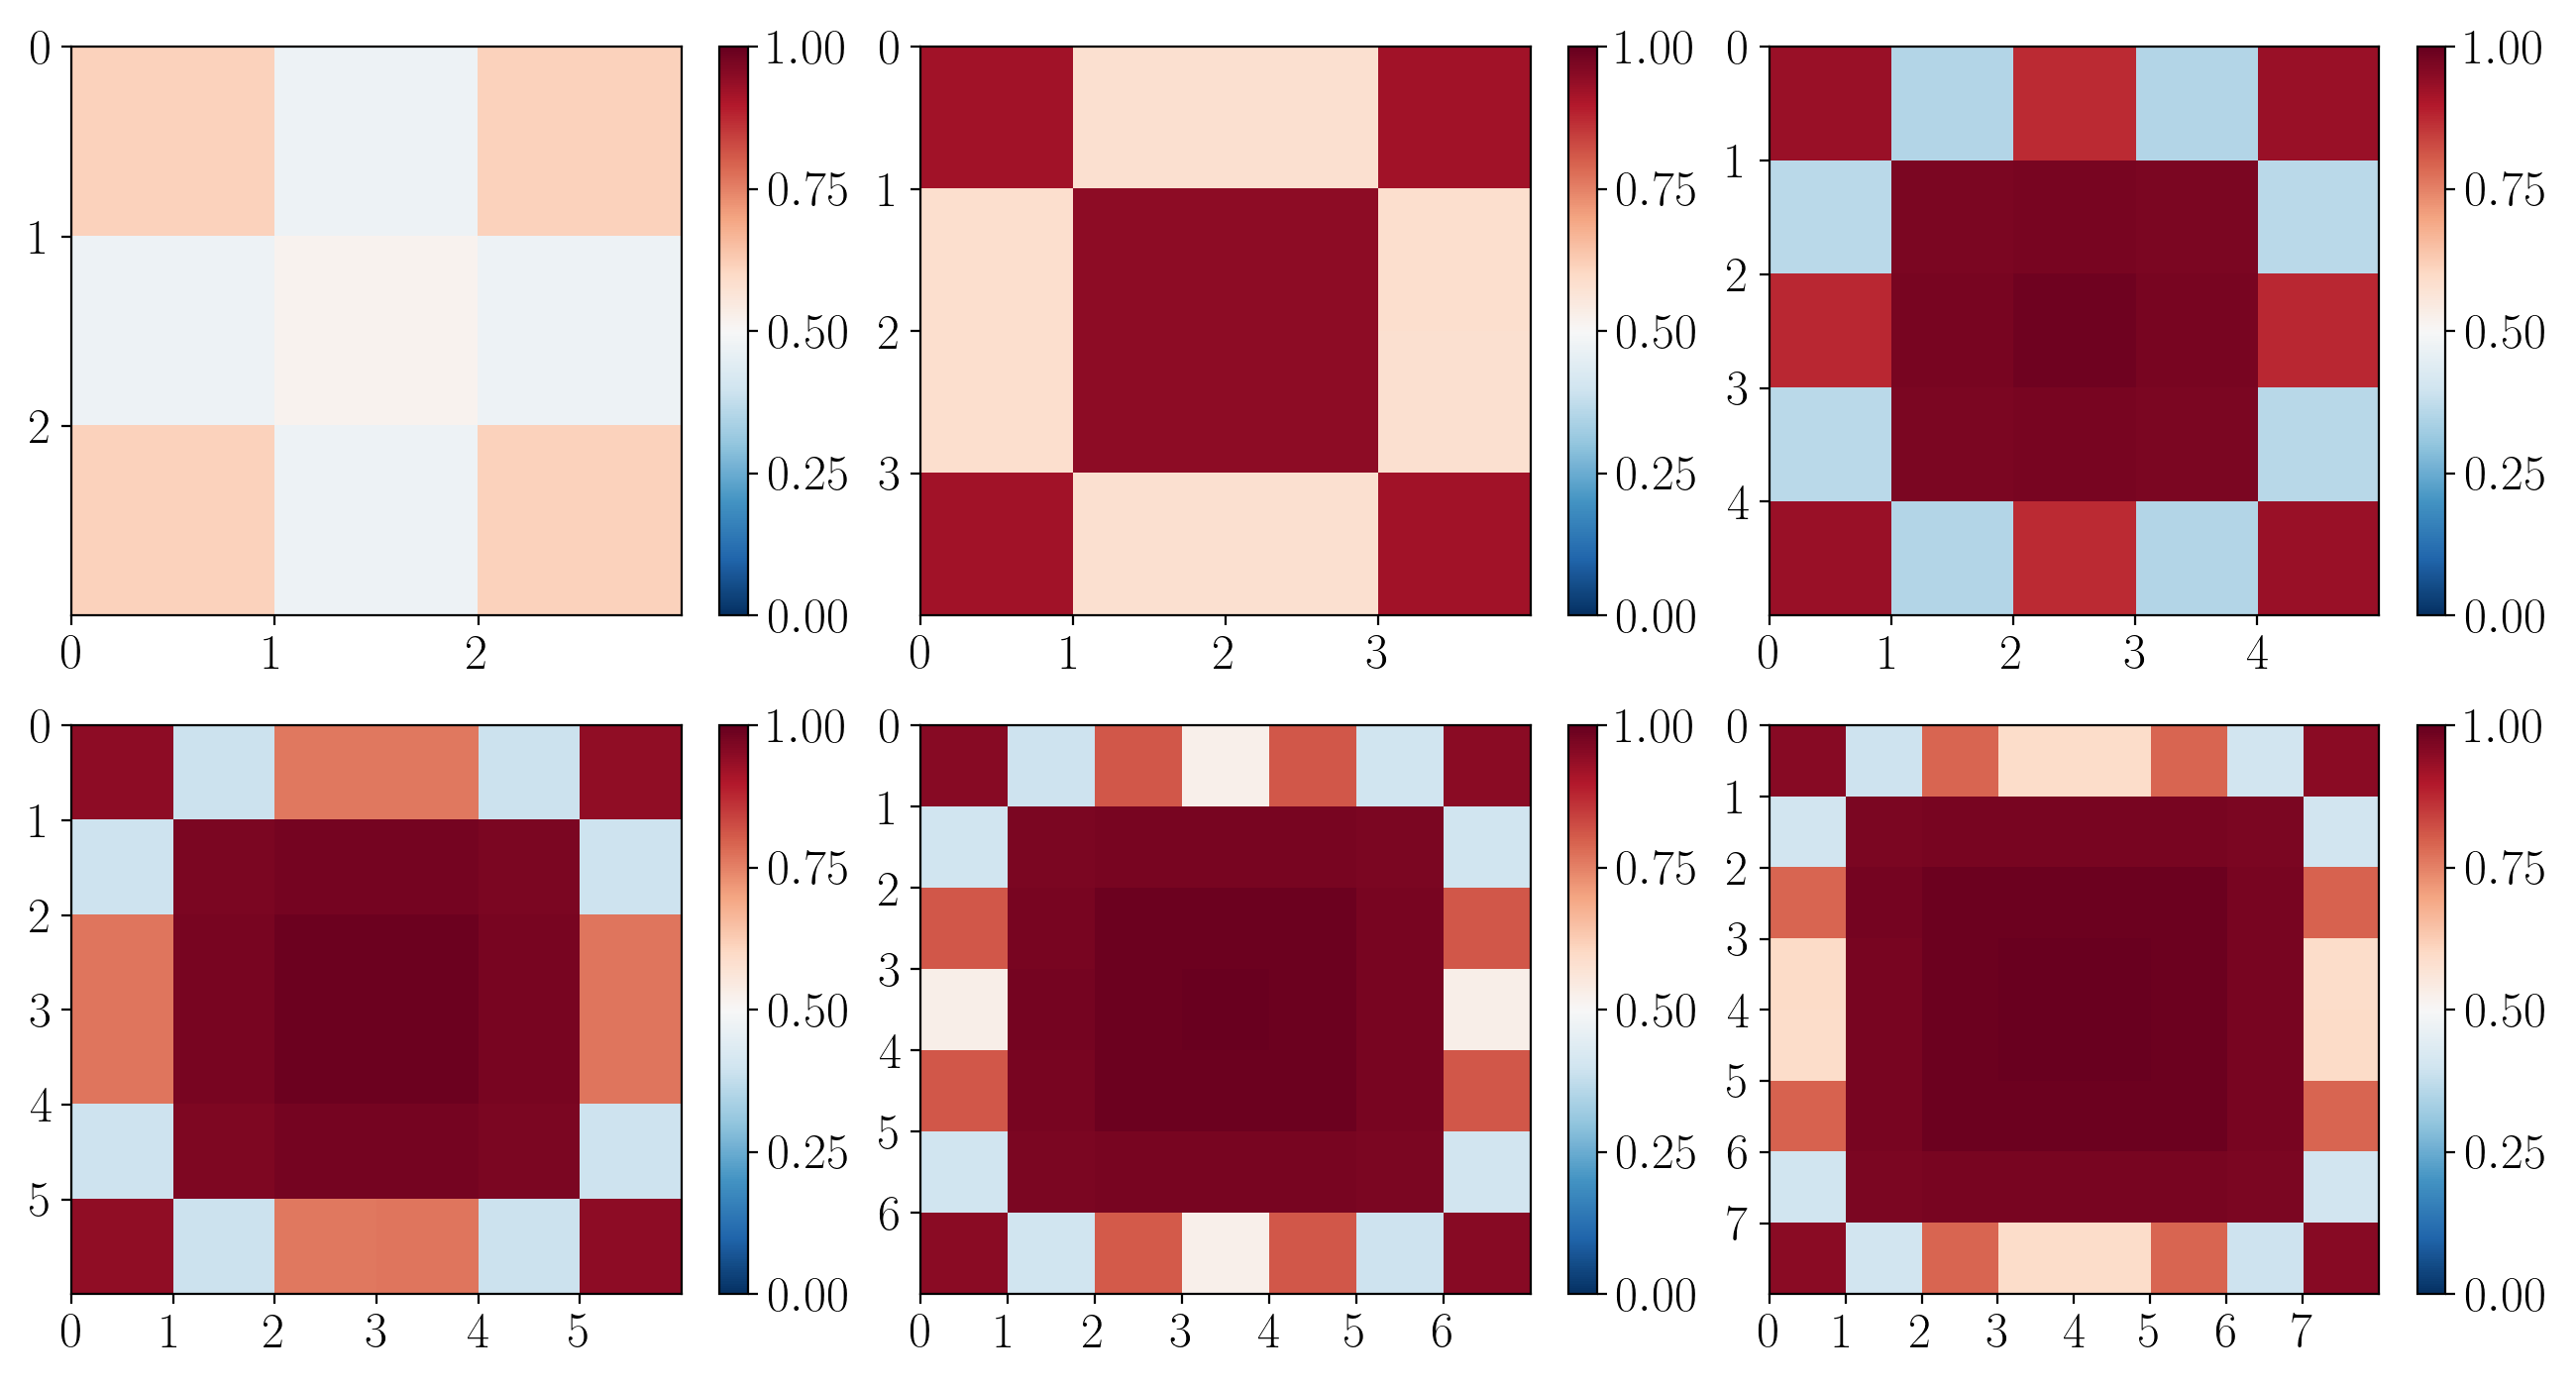 0 1.00 0 1.00 0 1.00
1 0.75 1 0.75 1 0.75
2 0.50 2 0.50 2 0.50
0.25 3 0.25 3 0.25
0.00 0.00 4 0.00
0 1 2 0 1 2 3 0 1 2 3 4
0 1.00 0 1.00 0 1.00
1 0.75 1 0.75 1 0.75
2 0.50 2 0.50 2 0.50
3 0.25 3 0.25 3 0.25
4 0.00 4 0.00 4 0.00
5 5 5
6 6
7
0 1 2 3 4 5 0 1 2 3 4 5 6 0 1 2 3 4 5 6 7